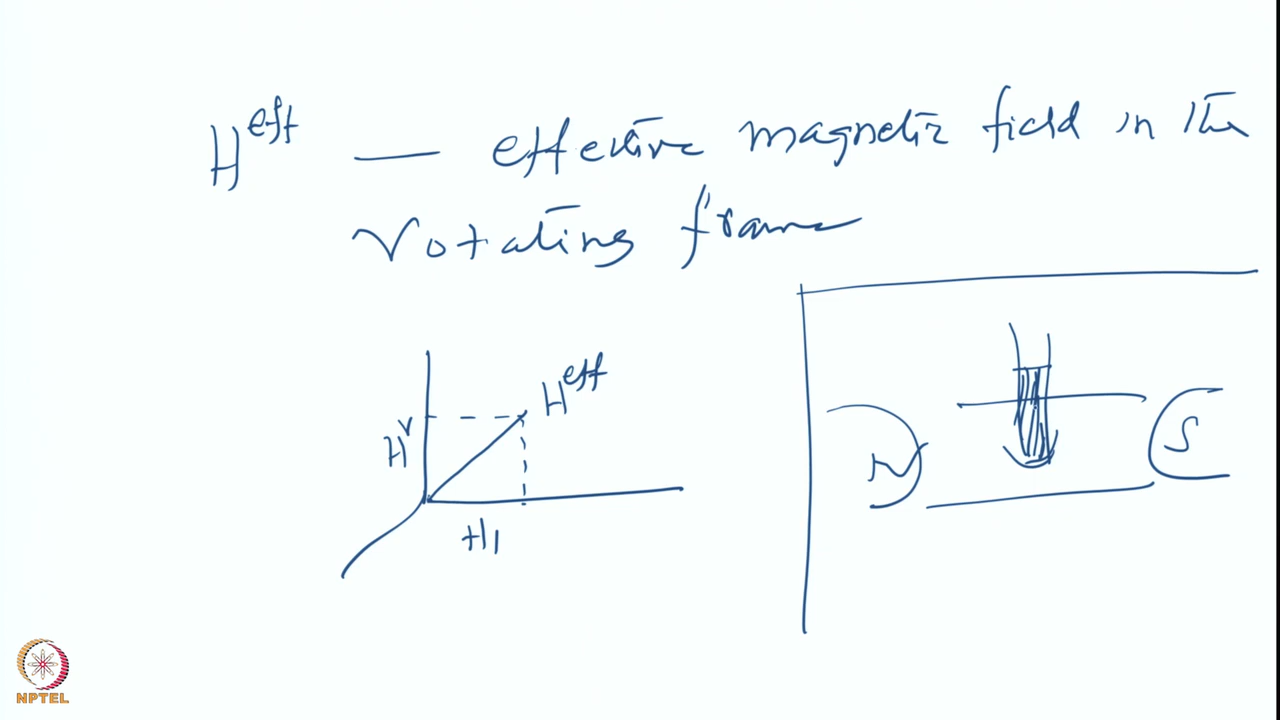 H^eff — effective magnetic field in the
rotating frame
H^eff
H^r
H1
N
S
NPTEL